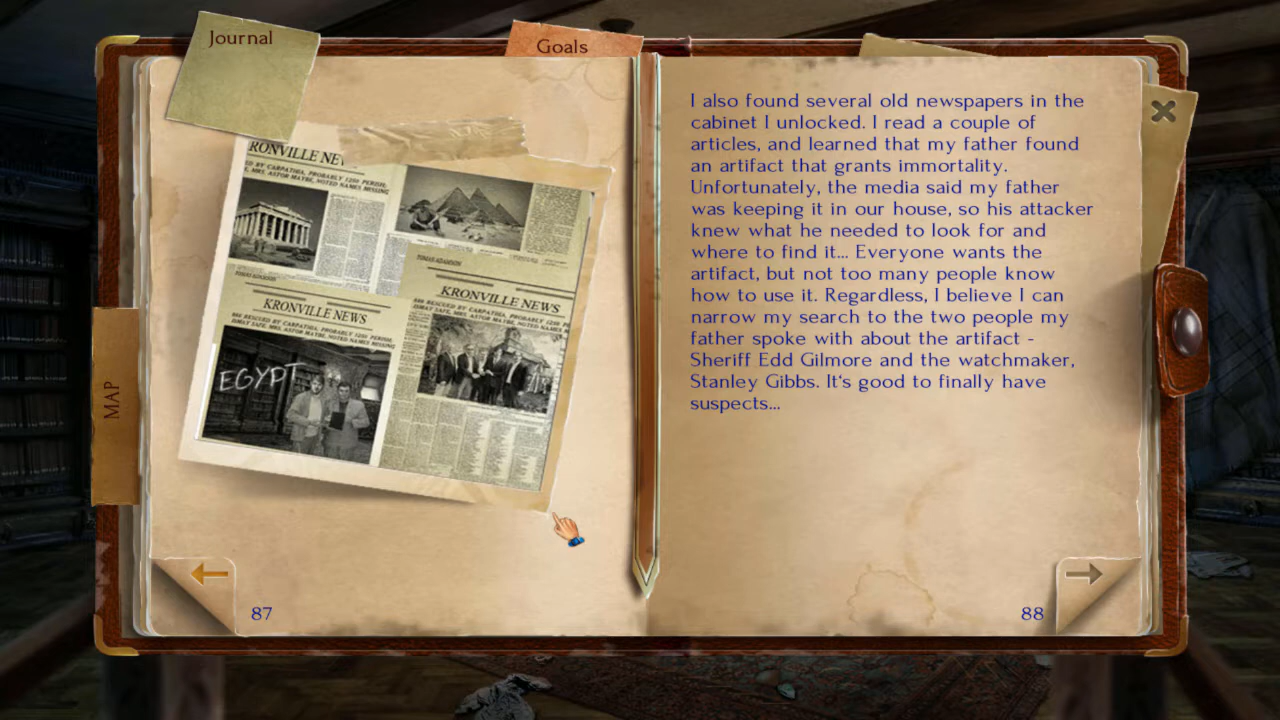 Journal
Goals
MAP
RONVILLE NE
TOMAS ADAMSON
KRONVILLE NEWS
KRONVILLE NEWS
EGYPT
87
I also found several old newspapers in the
cabinet I unlocked. I read a couple of
articles, and learned that my father found
an artifact that grants immortality.
Unfortunately, the media said my father
was keeping it in our house, so his attacker
knew what he needed to look for and
where to find it... Everyone wants the
artifact, but not too many people know
how to use it. Regardless, I believe I can
narrow my search to the two people my
father spoke with about the artifact -
Sheriff Edd Gilmore and the watchmaker,
Stanley Gibbs. It's good to finally have
suspects...
88